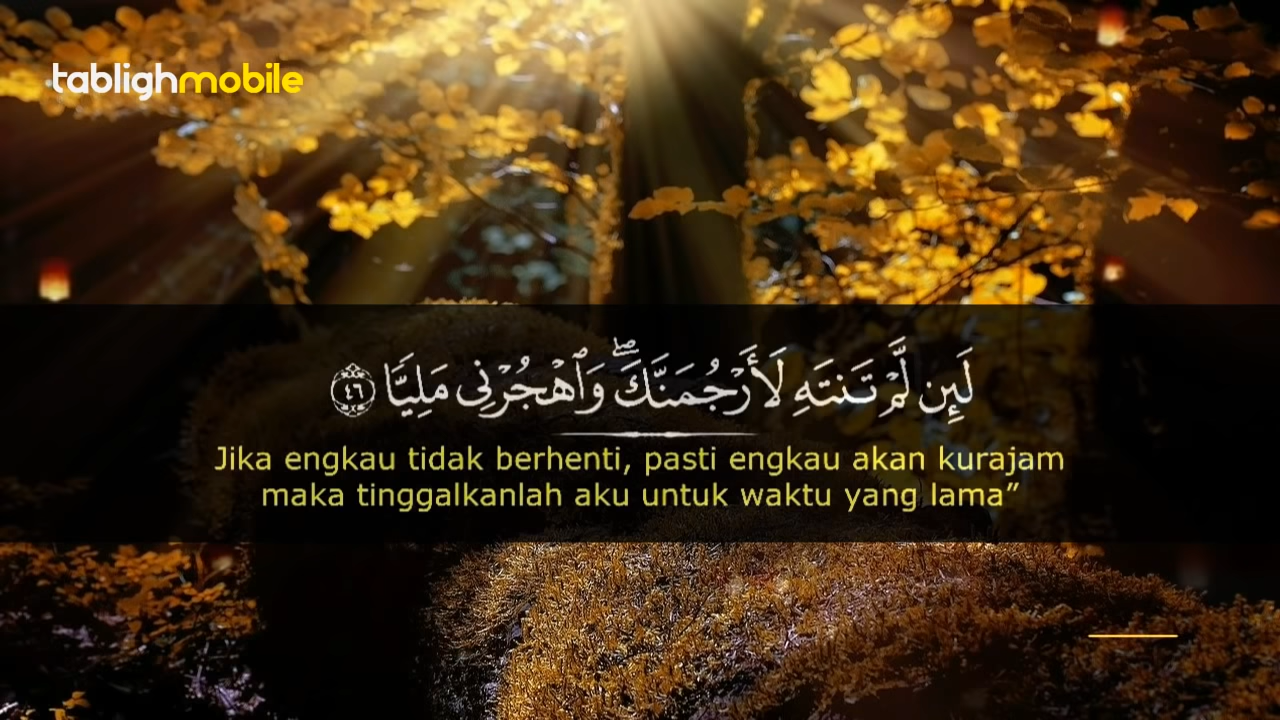 tablighmobile
لَئِن لَّمْ تَنتَهِ لَأَرْجُمَنَّكَ ۖ وَٱهْجُرْنِى مَلِيًّا ٤٦
Jika engkau tidak berhenti, pasti engkau akan kurajam
maka tinggalkanlah aku untuk waktu yang lama”